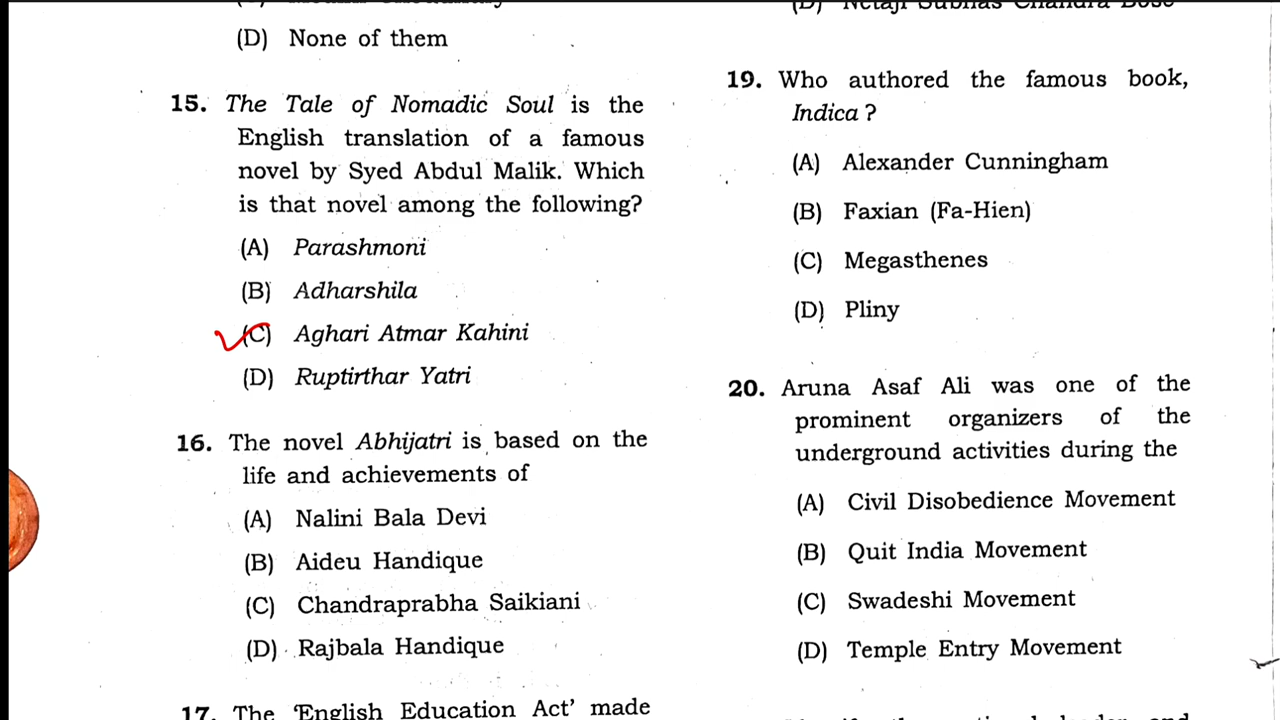 (D) None of them
15. The Tale of Nomadic Soul is the
English translation of a famous
novel by Syed Abdul Malik. Which
is that novel among the following?
(A) Parashmoni
(B) Adharshila
(C) Aghari Atmar Kahini
(D) Ruptirthar Yatri
16. The novel Abhijatri is based on the
life and achievements of
(A) Nalini Bala Devi
(B) Aideu Handique
(C) Chandraprabha Saikiani
(D) Rajbala Handique
17. The 'English Education Act' made
(D) Netaji Subhas Chandra Bose
19. Who authored the famous book,
Indica ?
(A) Alexander Cunningham
(B) Faxian (Fa-Hien)
(C) Megasthenes
(D) Pliny
20. Aruna Asaf Ali was one of the
prominent organizers of the
underground activities during the
(A) Civil Disobedience Movement
(B) Quit India Movement
(C) Swadeshi Movement
(D) Temple Entry Movement